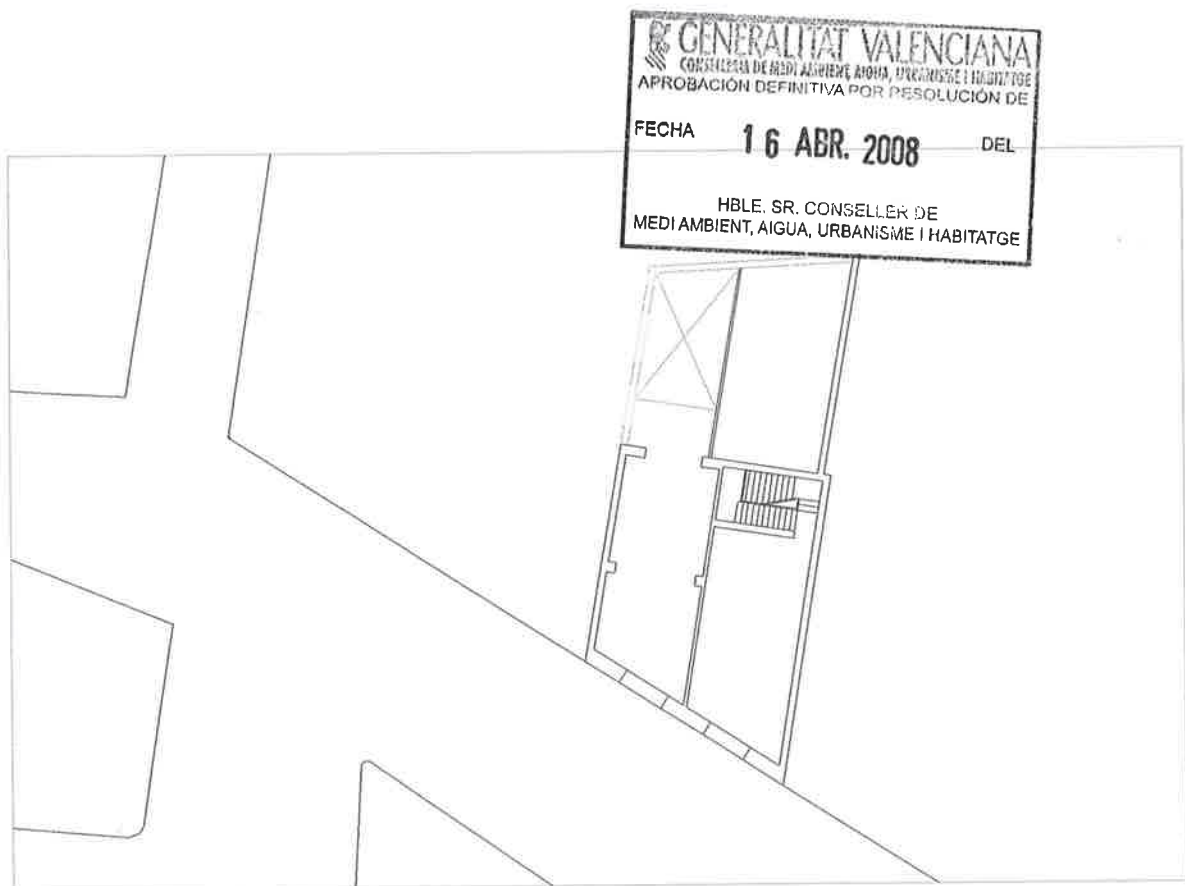 GENERALITAT VALENCIANA
CONSELLERIA DE MEDI AMBIENT, AIGUA, URBANISME I HABITATGE
APROBACIÓN DEFINITIVA POR RESOLUCIÓN DE
FECHA 16 ABR. 2008 DEL
HBLE. SR. CONSELLER DE
MEDI AMBIENT, AIGUA, URBANISME I HABITATGE